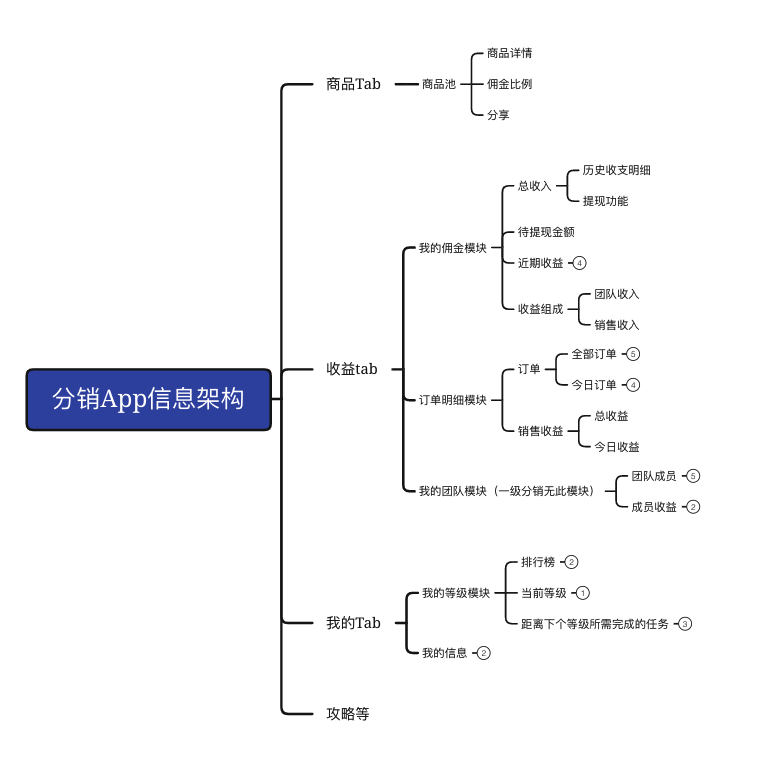 分销App信息架构
商品Tab
商品池
商品详情
佣金比例
分享
收益tab
我的佣金模块
总收入
历史收支明细
提现功能
待提现金额
近期收益 4
收益组成
团队收入
销售收入
订单明细模块
订单
全部订单 5
今日订单 4
销售收益
总收益
今日收益
我的团队模块（一级分销无此模块）
团队成员 5
成员收益 2
我的Tab
我的等级模块
排行榜 2
当前等级 1
距离下个等级所需完成的任务 3
我的信息 2
攻略等